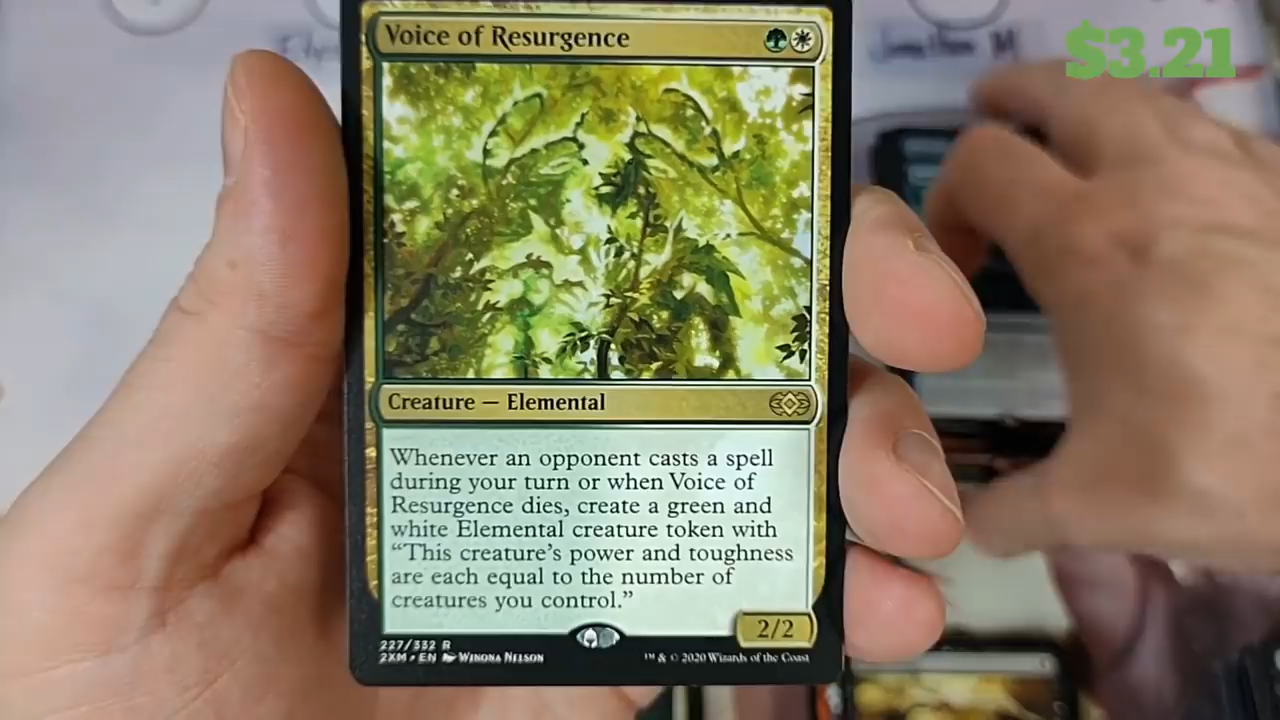 Voice of Resurgence
$3.21
Creature — Elemental
Whenever an opponent casts a spell
during your turn or when Voice of
Resurgence dies, create a green and
white Elemental creature token with
“This creature’s power and toughness
are each equal to the number of
creatures you control.”
2/2
227/332 R
2XM • EN Winona Nelson
™ & © 2020 Wizards of the Coast